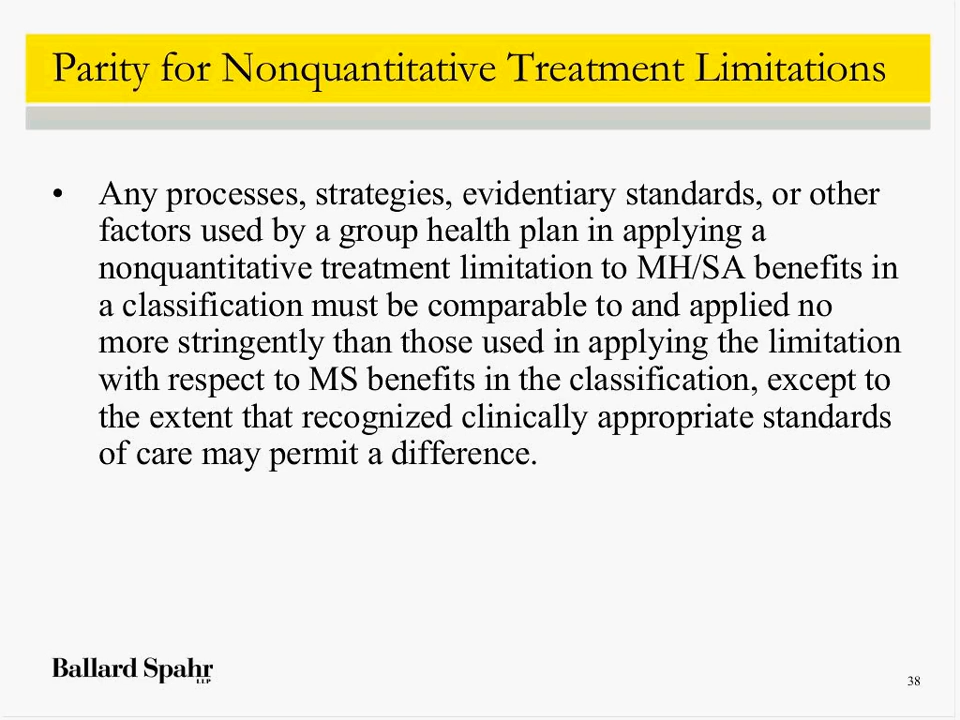 Parity for Nonquantitative Treatment Limitations
• Any processes, strategies, evidentiary standards, or other
factors used by a group health plan in applying a
nonquantitative treatment limitation to MH/SA benefits in
a classification must be comparable to and applied no
more stringently than those used in applying the limitation
with respect to MS benefits in the classification, except to
the extent that recognized clinically appropriate standards
of care may permit a difference.
Ballard Spahr
LLP
38